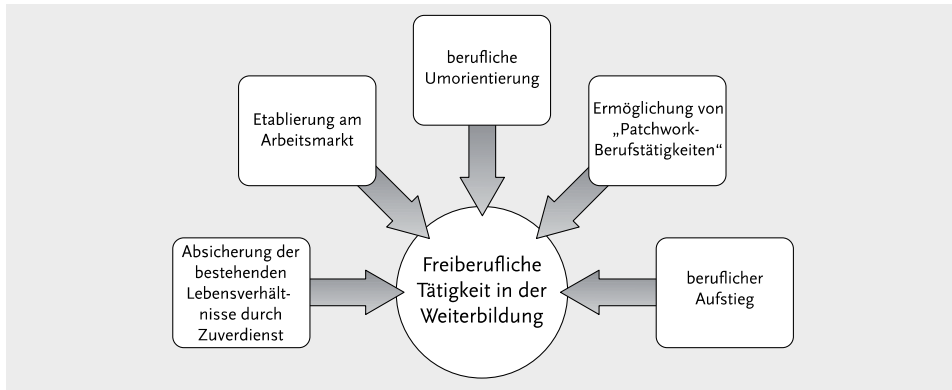 berufliche
Umorientierung
Etablierung am
Arbeitsmarkt
Ermöglichung von
„Patchwork-
Berufstätigkeiten“
Absicherung der
bestehenden
Lebensverhält-
nisse durch
Zuverdienst
Freiberufliche
Tätigkeit in der
Weiterbildung
beruflicher
Aufstieg